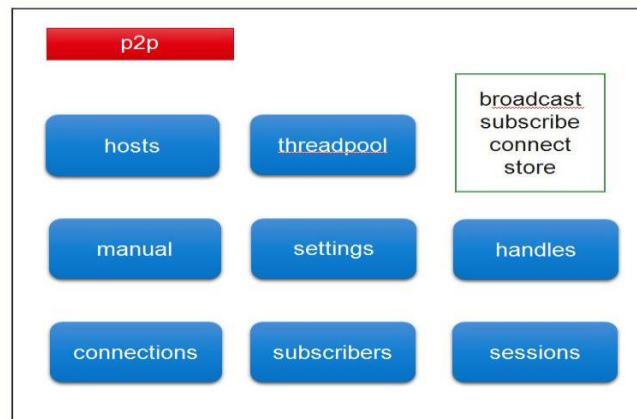 p2p
hosts
threadpool
broadcast
subscribe
connect
store
manual
settings
handles
connections
subscribers
sessions